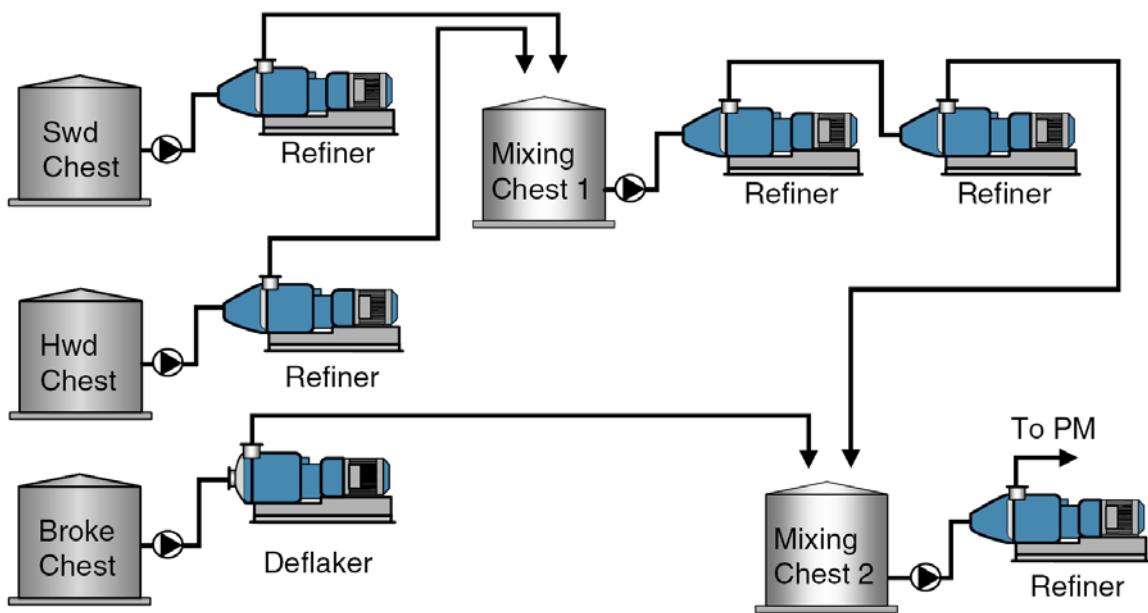 Swd
Chest
Refiner
Mixing
Chest 1
Refiner
Refiner
Hwd
Chest
Refiner
Broke
Chest
Deflaker
Mixing
Chest 2
To PM
Refiner